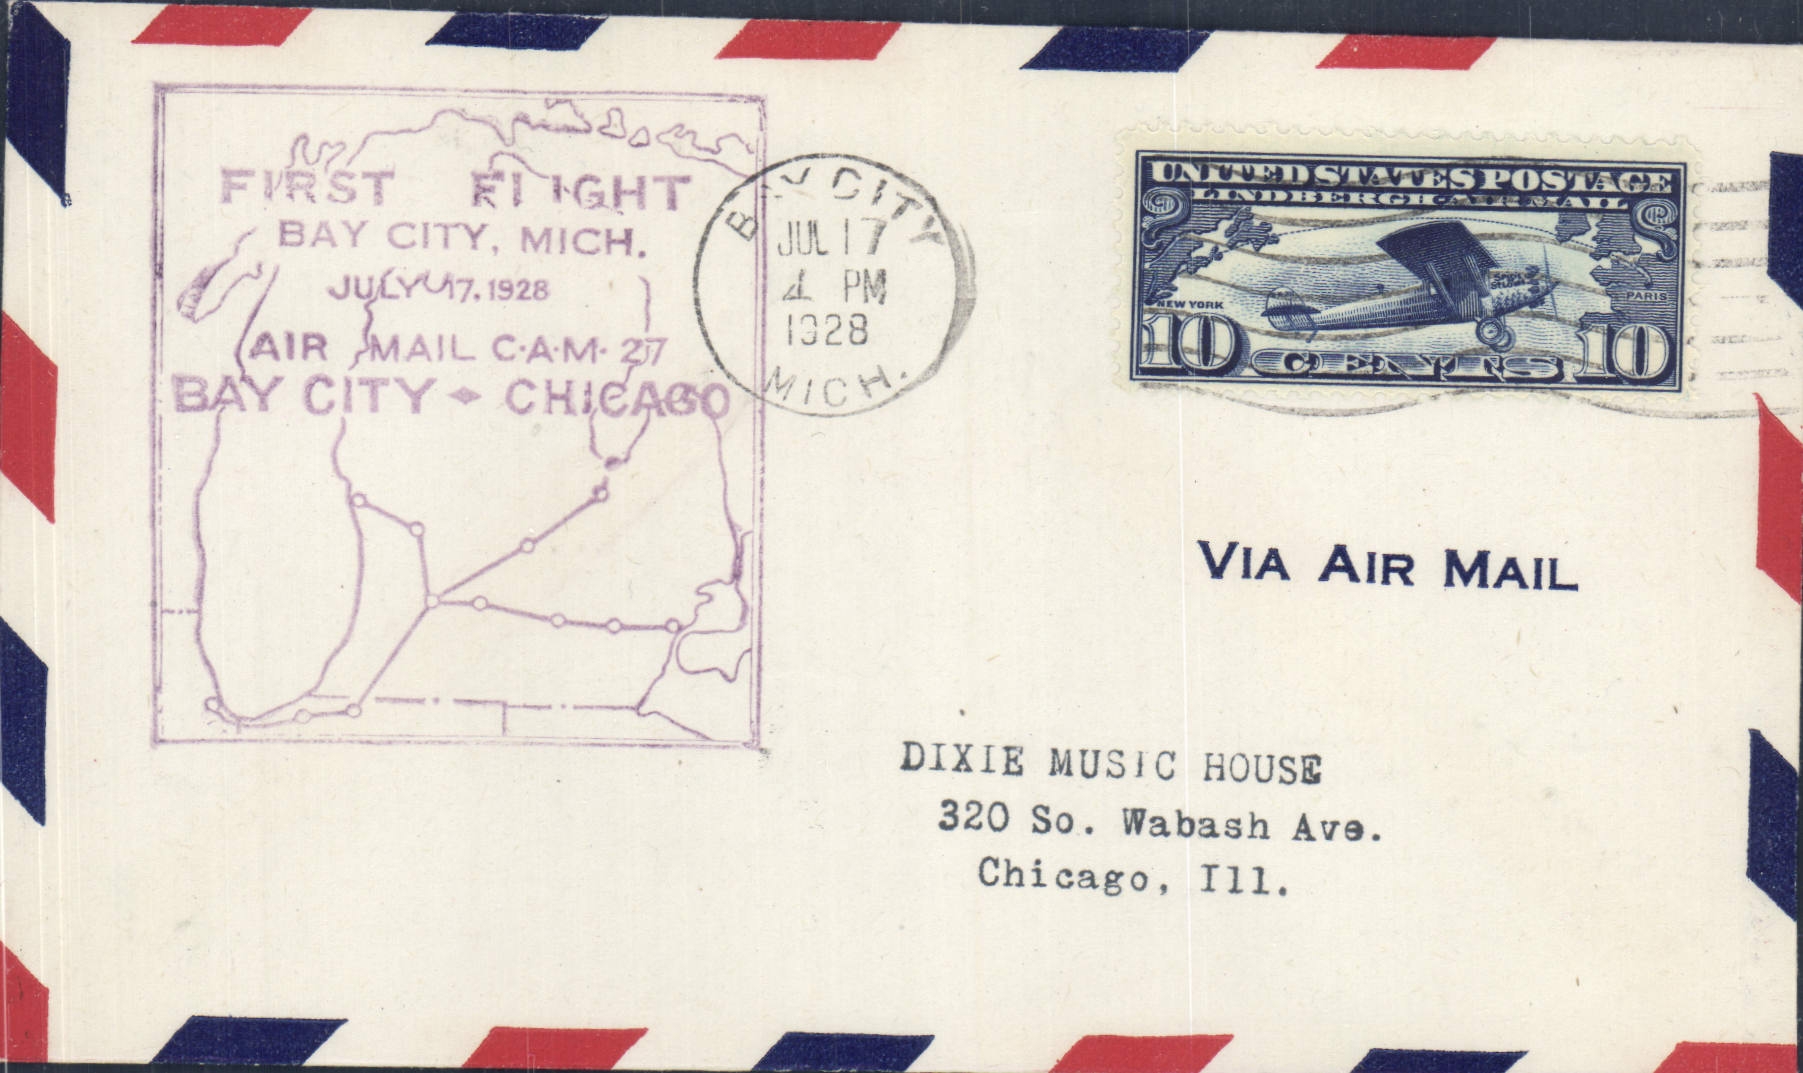 FIRST FLIGHT
BAY CITY, MICH.
JULY 17, 1928
AIR MAIL C·A·M· 27
BAY CITY - CHICAGO
BAY CITY
JUL 17
4 PM
1928
MICH.
UNITED STATES POSTAGE
LINDBERGH AIR MAIL
NEW YORK
PARIS
10 CENTS 10
VIA AIR MAIL
DIXIE MUSIC HOUSE
320 So. Wabash Ave.
Chicago, Ill.